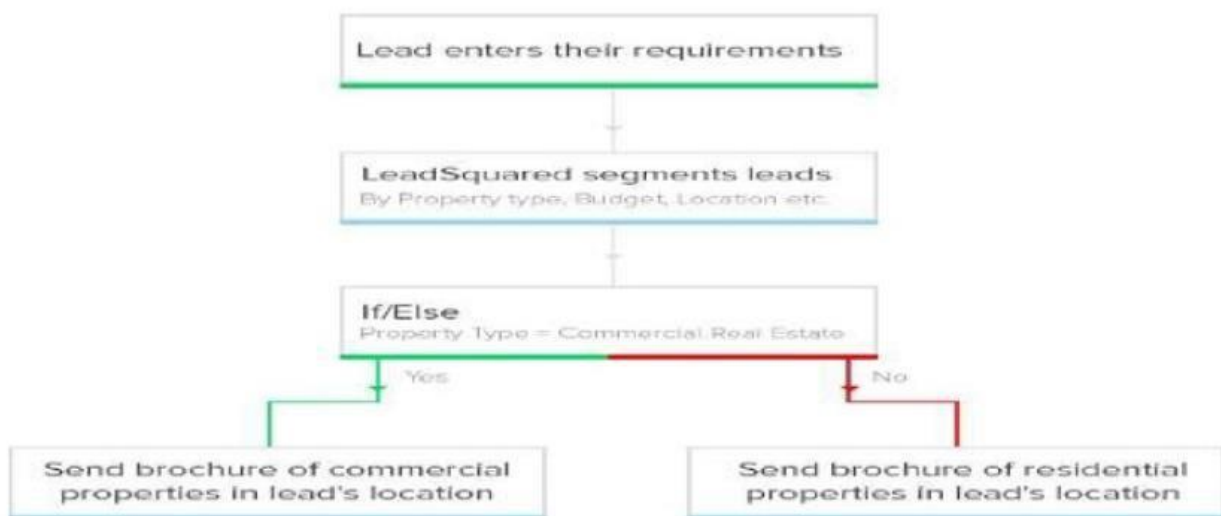 Lead enters their requirements
LeadSquared segments leads
By Property type, Budget, Location etc.
If/Else
Property Type = Commercial Real Estate
Yes
No
Send brochure of commercial
properties in lead's location
Send brochure of residential
properties in lead's location